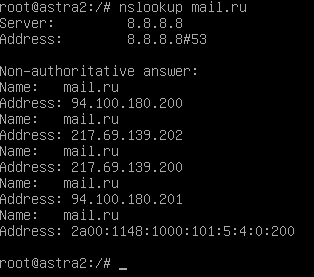 root@astra2:/# nslookup mail.ru
Server:         8.8.8.8
Address:        8.8.8.8#53
Non-authoritative answer:
Name:   mail.ru
Address: 94.100.180.200
Name:   mail.ru
Address: 217.69.139.202
Name:   mail.ru
Address: 217.69.139.200
Name:   mail.ru
Address: 94.100.180.201
Name:   mail.ru
Address: 2a00:1148:1000:101:5:4:0:200
root@astra2:/# _